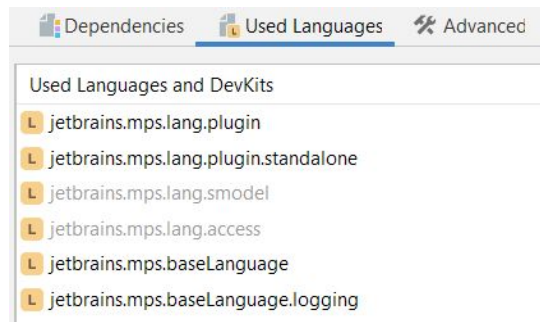 Dependencies Used Languages Advanced
Used Languages and DevKits
L jetbrains.mps.lang.plugin
L jetbrains.mps.lang.plugin.standalone
L jetbrains.mps.lang.smodel
L jetbrains.mps.lang.access
L jetbrains.mps.baseLanguage
L jetbrains.mps.baseLanguage.logging